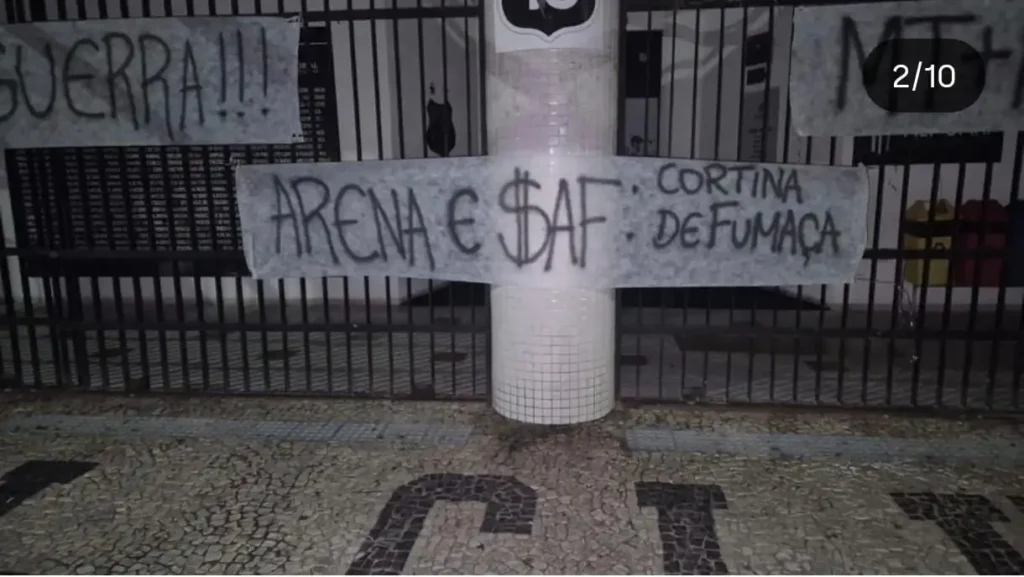 GUERRA!!!
2/10
ARENA E $AF: CORTINA
DE FUMAÇA